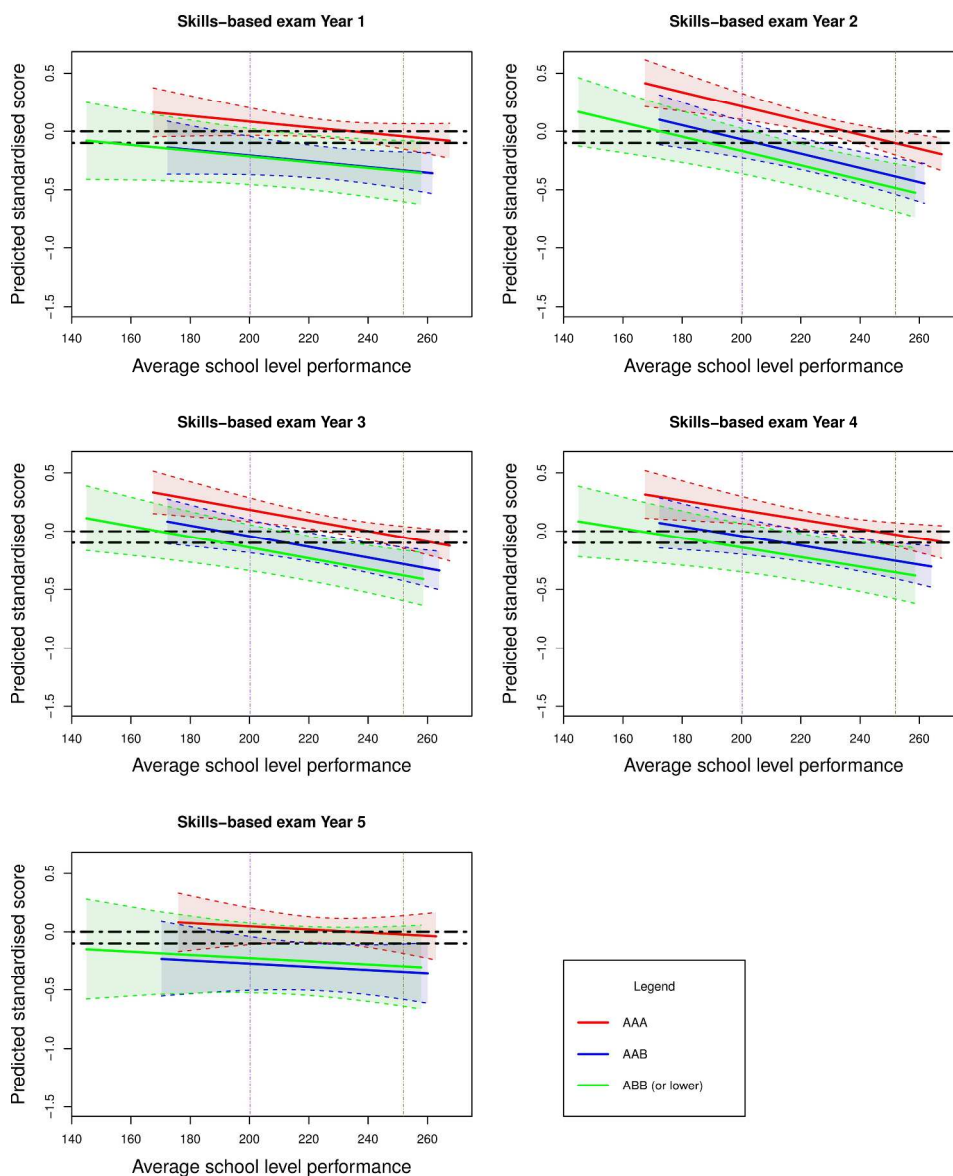 Skills-based exam Year 1
Predicted standardised score
0.5
0.0
-0.5
-1.0
-1.5
140 160 180 200 220 240 260
Average school level performance
Skills-based exam Year 2
Predicted standardised score
0.5
0.0
-0.5
-1.0
-1.5
140 160 180 200 220 240 260
Average school level performance
Skills-based exam Year 3
Predicted standardised score
0.5
0.0
-0.5
-1.0
-1.5
140 160 180 200 220 240 260
Average school level performance
Skills-based exam Year 4
Predicted standardised score
0.5
0.0
-0.5
-1.0
-1.5
140 160 180 200 220 240 260
Average school level performance
Skills-based exam Year 5
Predicted standardised score
0.5
0.0
-0.5
-1.0
-1.5
140 160 180 200 220 240 260
Average school level performance
Legend
AAA
AAB
ABB (or lower)